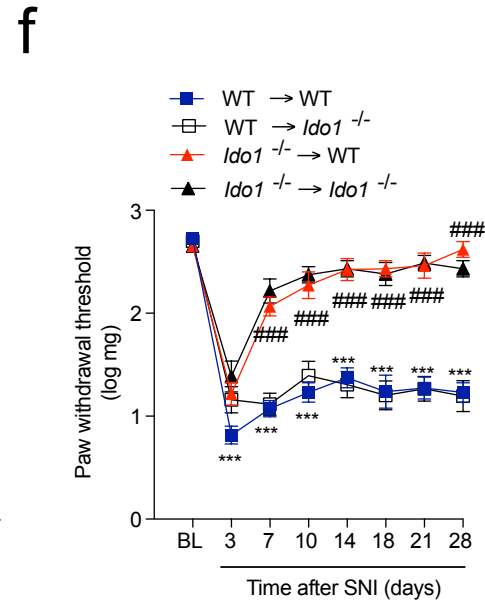 f
WT → WT
WT → Ido1 -/-
Ido1 -/- → WT
Ido1 -/- → Ido1 -/-
Paw withdrawal threshold
(log mg)
3
2
1
0
###
###
###
###
###
###
***
***
***
***
***
***
***
BL 3 7 10 14 18 21 28
Time after SNI (days)